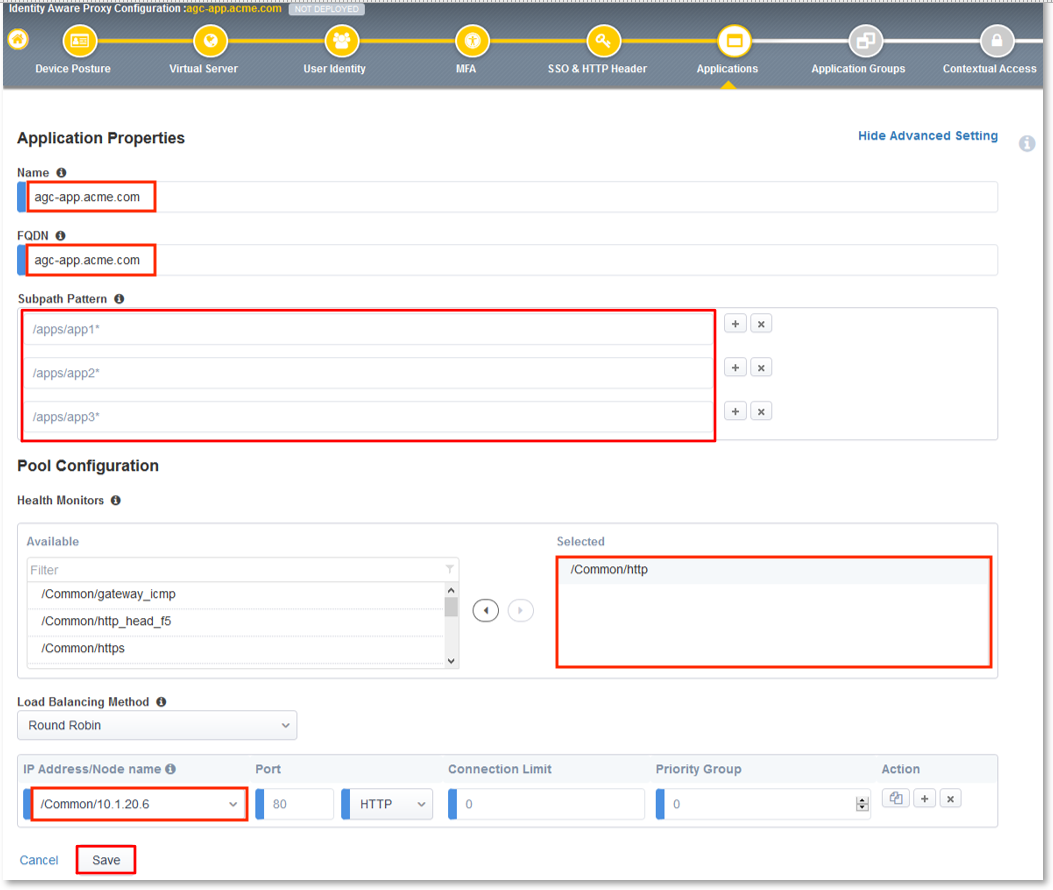 Identity Aware Proxy Configuration :agc-app.acme.com NOT DEPLOYED
Device Posture Virtual Server User Identity MFA SSO & HTTP Header Applications Application Groups Contextual Access
Application Properties Hide Advanced Setting
Name
agc-app.acme.com
FQDN
agc-app.acme.com
Subpath Pattern
/apps/app1*
/apps/app2*
/apps/app3*
Pool Configuration
Health Monitors
Available Selected
Filter /Common/http
/Common/gateway_icmp
/Common/http_head_f5
/Common/https
Load Balancing Method
Round Robin
IP Address/Node name Port Connection Limit Priority Group Action
/Common/10.1.20.6 80 HTTP 0 0
Cancel Save